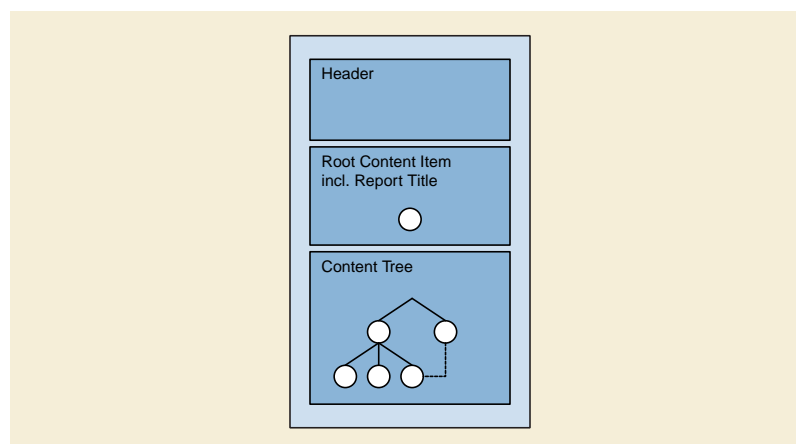 Header
Root Content Item
incl. Report Title
Content Tree